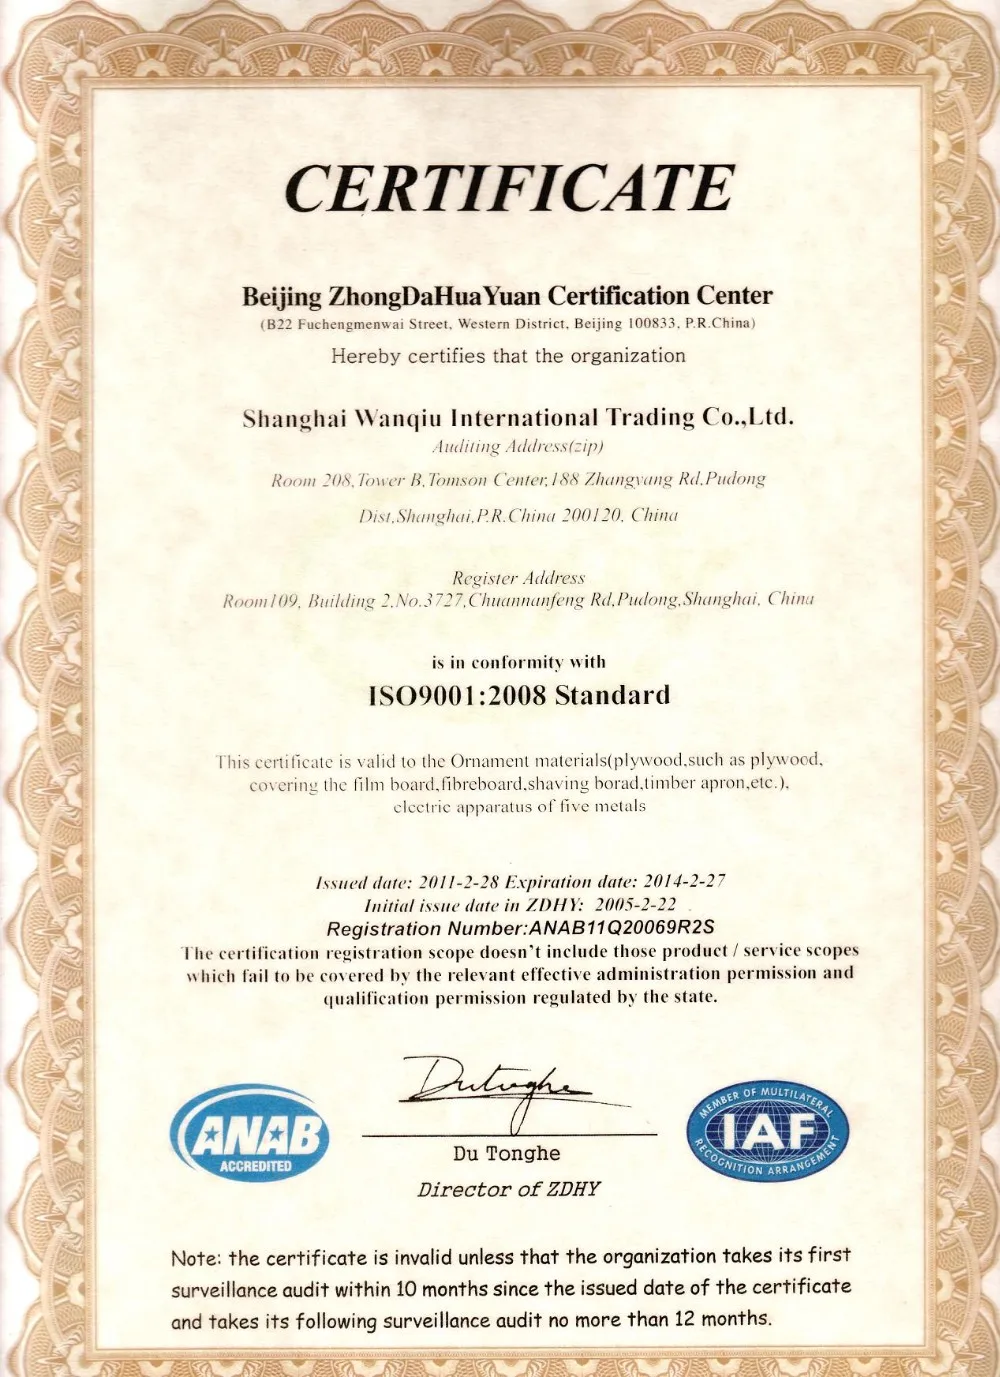 CERTIFICATE
Beijing ZhongDaHuaYuan Certification Center
(B22 Fuchengmenwai Street, Western District, Beijing 100833, P.R.China)
Hereby certifies that the organization
Shanghai Wanqiu International Trading Co.,Ltd.
Auditing Address(zip)
Room 208,Tower B,Tomson Center,188 Zhangyang Rd.Pudong
Dist,Shanghai,P.R.China 200120, China
Register Address
Room109, Building 2,No.3727,Chuannanfeng Rd,Pudong,Shanghai, China
is in conformity with
ISO9001:2008 Standard
This certificate is valid to the Ornament materials(plywood,such as plywood,
covering the film board,fibreboard,shaving borad,timber apron,etc.),
electric apparatus of five metals
Issued date: 2011-2-28 Expiration date: 2014-2-27
Initial issue date in ZDHY: 2005-2-22
Registration Number:ANAB11Q20069R2S
The certification registration scope doesn't include those product / service scopes
which fail to be covered by the relevant effective administration permission and
qualification permission regulated by the state.
Dutonghe
ANAB
ACCREDITED
MEMBER OF MULTILATERAL
IAF
RECOGNITION ARRANGEMENT
Du Tonghe
Director of ZDHY
Note: the certificate is invalid unless that the organization takes its first
surveillance audit within 10 months since the issued date of the certificate
and takes its following surveillance audit no more than 12 months.